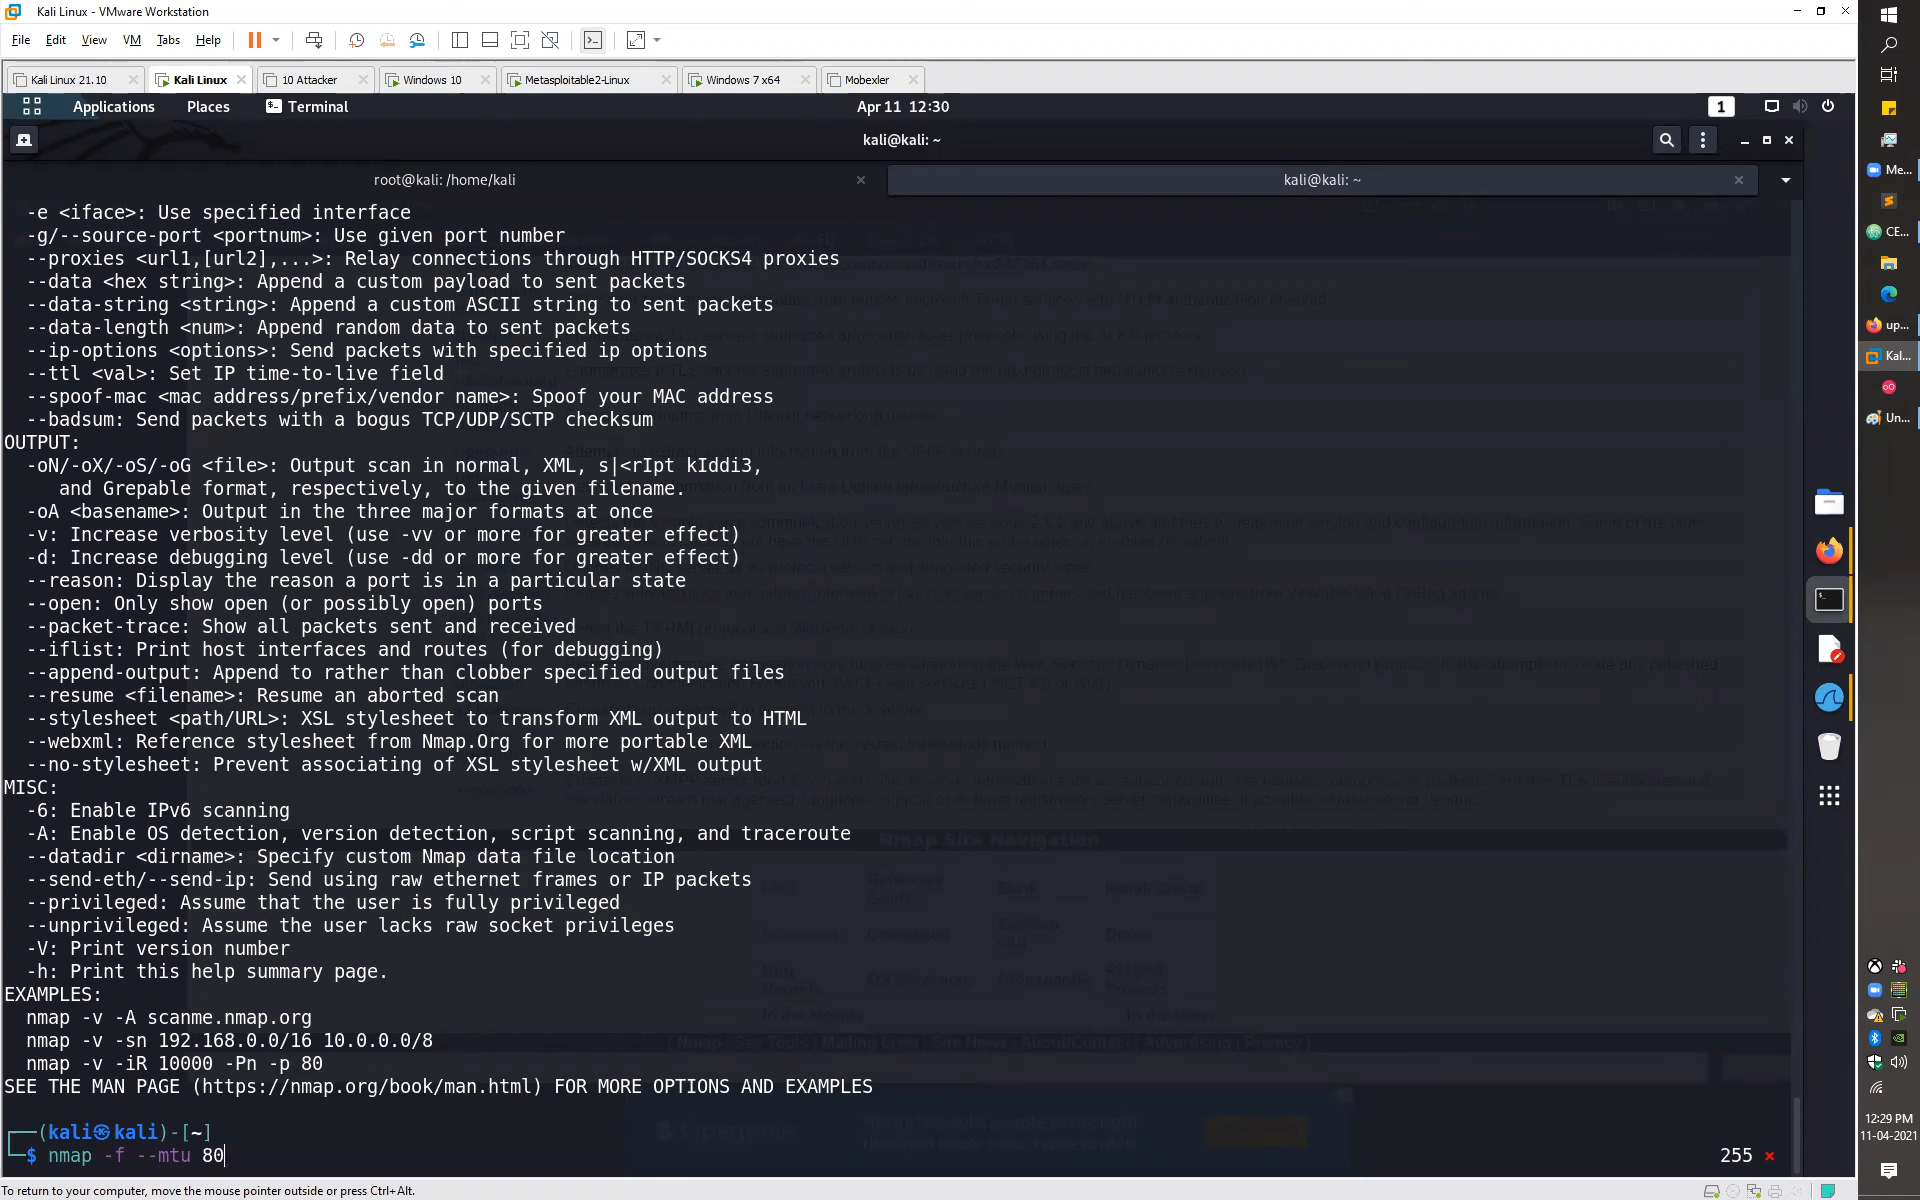 Kali Linux - VMware Workstation
File Edit View VM Tabs Help
Kali Linux 21.10 Kali Linux 10 Attacker Windows 10 Metasploitable2-Linux Windows 7 x64 Mobexler
Applications Places Terminal Apr 11 12:30 1
kali@kali: ~
root@kali: /home/kali kali@kali: ~
-e <iface>: Use specified interface
-g/--source-port <portnum>: Use given port number
--proxies <url1,[url2],...>: Relay connections through HTTP/SOCKS4 proxies
--data <hex string>: Append a custom payload to sent packets
--data-string <string>: Append a custom ASCII string to sent packets
--data-length <num>: Append random data to sent packets
--ip-options <options>: Send packets with specified ip options
--ttl <val>: Set IP time-to-live field
--spoof-mac <mac address/prefix/vendor name>: Spoof your MAC address
--badsum: Send packets with a bogus TCP/UDP/SCTP checksum
OUTPUT:
-oN/-oX/-oS/-oG <file>: Output scan in normal, XML, s|<rIpt kIddi3,
and Grepable format, respectively, to the given filename.
-oA <basename>: Output in the three major formats at once
-v: Increase verbosity level (use -vv or more for greater effect)
-d: Increase debugging level (use -dd or more for greater effect)
--reason: Display the reason a port is in a particular state
--open: Only show open (or possibly open) ports
--packet-trace: Show all packets sent and received
--iflist: Print host interfaces and routes (for debugging)
--append-output: Append to rather than clobber specified output files
--resume <filename>: Resume an aborted scan
--stylesheet <path/URL>: XSL stylesheet to transform XML output to HTML
--webxml: Reference stylesheet from Nmap.Org for more portable XML
--no-stylesheet: Prevent associating of XSL stylesheet w/XML output
MISC:
-6: Enable IPv6 scanning
-A: Enable OS detection, version detection, script scanning, and traceroute
--datadir <dirname>: Specify custom Nmap data file location
--send-eth/--send-ip: Send using raw ethernet frames or IP packets
--privileged: Assume that the user is fully privileged
--unprivileged: Assume the user lacks raw socket privileges
-V: Print version number
-h: Print this help summary page.
EXAMPLES:
nmap -v -A scanme.nmap.org
nmap -v -sn 192.168.0.0/16 10.0.0.0/8
nmap -v -iR 10000 -Pn -p 80
SEE THE MAN PAGE (https://nmap.org/book/man.html) FOR MORE OPTIONS AND EXAMPLES
(kali㉿kali)-[~]
$ nmap -f --mtu 80 255 ×
Nmap Site Navigation
To return to your computer, move the mouse pointer outside or press Ctrl+Alt.
Me...
CE...
up...
Kal...
Un...
12:29 PM
11-04-2021